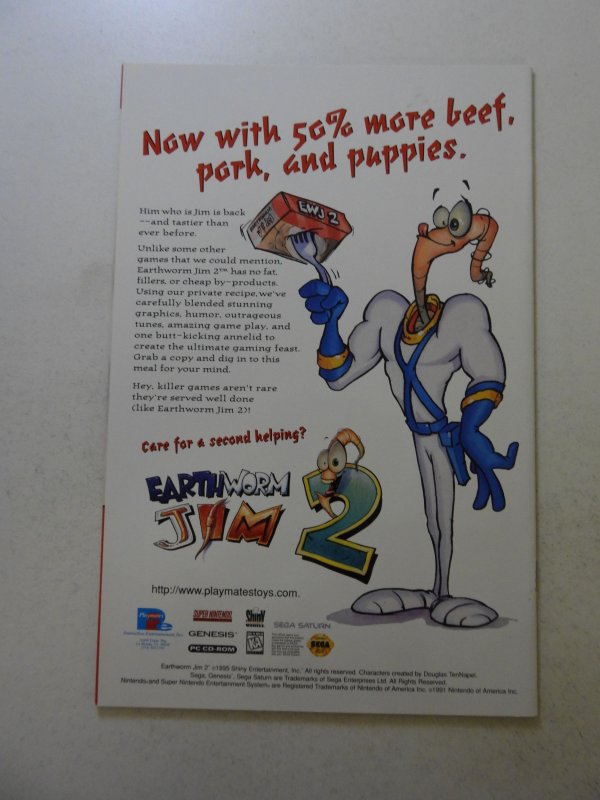 Now with 50% more beef,
pork, and puppies.
Him who is Jim is back
--and tastier than
ever before.
Unlike some other
games that we could mention,
Earthworm Jim 2™ has no fat,
fillers, or cheap by-products.
Using our private recipe, we've
carefully blended stunning
graphics, humor, outrageous
tunes, amazing game play, and
one butt-kicking annelid to
create the ultimate gaming feast.
Grab a copy and dig in to this
meal for your mind.
Hey, killer games aren't rare
they're served well done
(like Earthworm Jim 2)!
EWJ 2
Care for a second helping?
EARTHWORM
JIM 2
http://www.playmatestoys.com.
Playmates
Interactive Entertainment, Inc.
SUPER NINTENDO
GENESIS
PC CD-ROM
Shiny
SEGA SATURN
SEGA
Earthworm Jim 2" ©1995 Shiny Entertainment, Inc. All rights reserved. Characters created by Douglas TenNapel.
Sega, Genesis, Sega Saturn are Trademarks of Sega Enterprises Ltd. All Rights Reserved.
Nintendo and Super Nintendo Entertainment System are Registered Trademarks of Nintendo of America Inc. ©1991 Nintendo of America Inc.